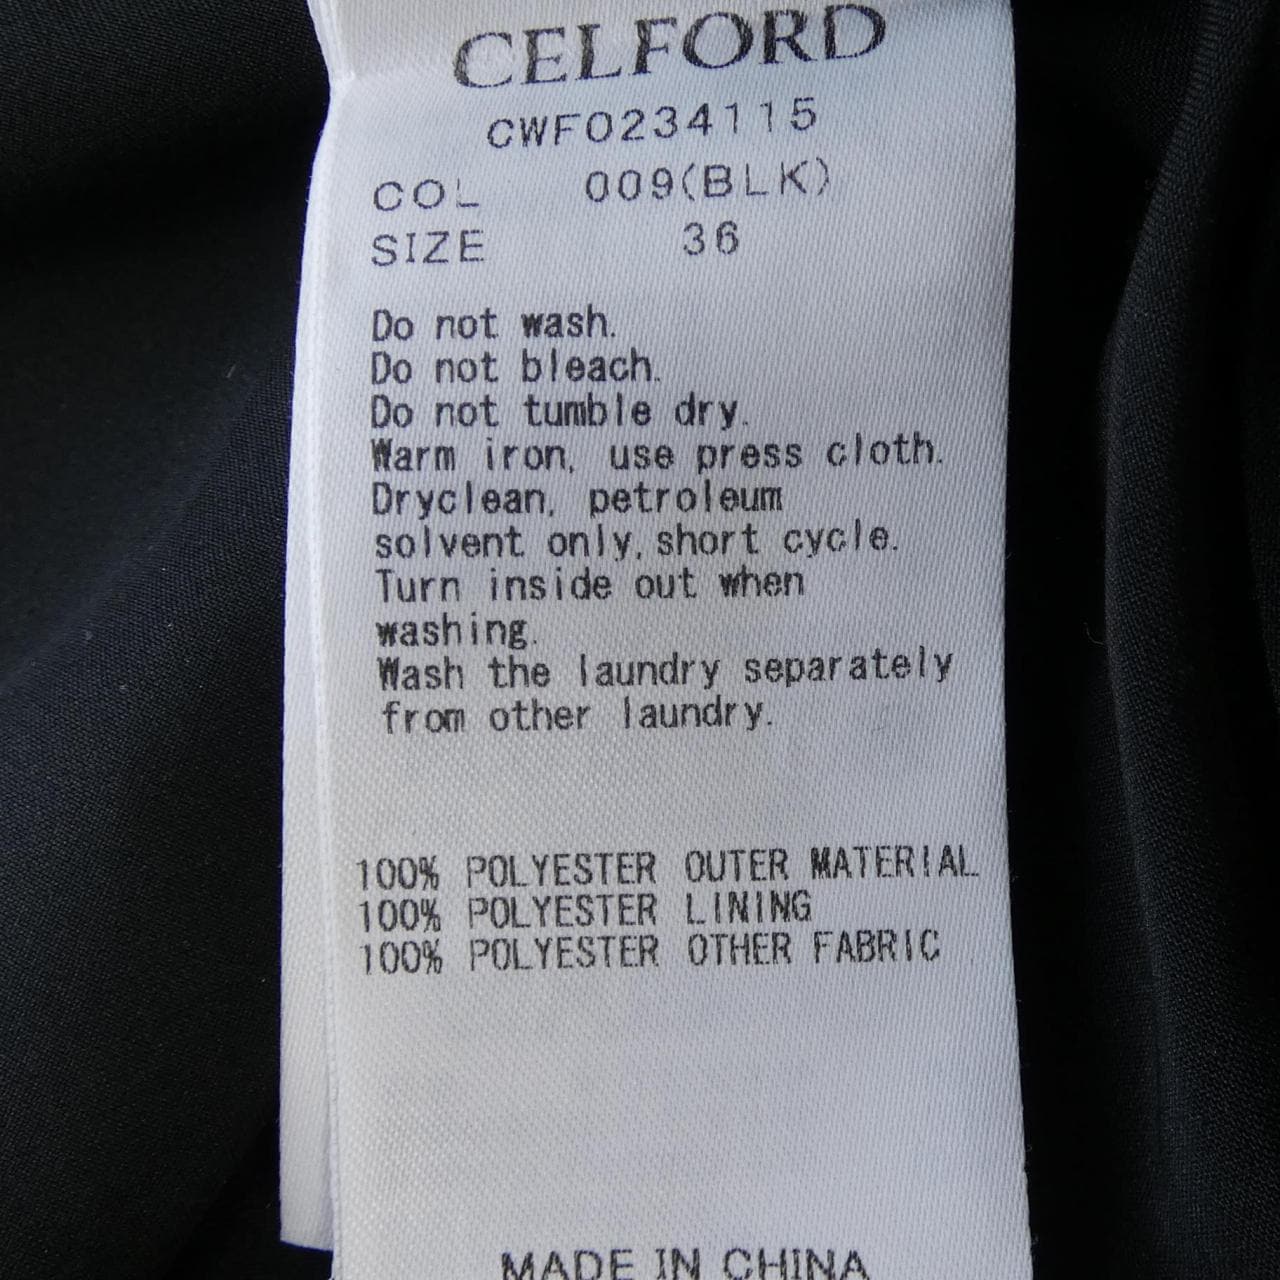 CELFORD
CWFO234115
COL 009(BLK)
SIZE 36
Do not wash.
Do not bleach.
Do not tumble dry.
Warm iron, use press cloth.
Dryclean, petroleum
solvent only, short cycle.
Turn inside out when
washing.
Wash the laundry separately
from other laundry.
100% POLYESTER OUTER MATERIAL
100% POLYESTER LINING
100% POLYESTER OTHER FABRIC
MADE IN CHINA